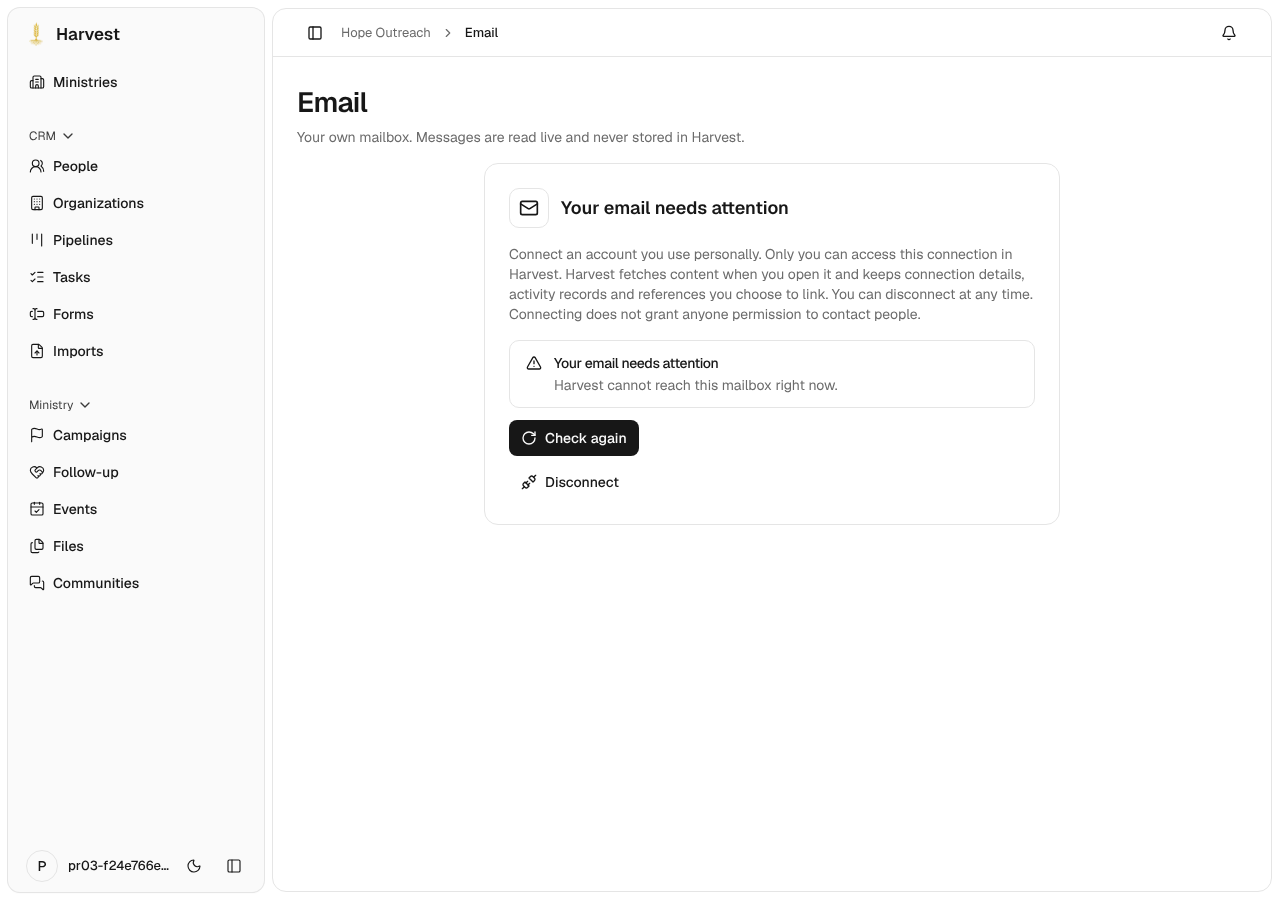 Harvest
Ministries
CRM
People
Organizations
Pipelines
Tasks
Forms
Imports
Ministry
Campaigns
Follow-up
Events
Files
Communities
P
pr03-f24e766e...
Hope Outreach
Email
Email
Your own mailbox. Messages are read live and never stored in Harvest.
Your email needs attention
Connect an account you use personally. Only you can access this connection in
Harvest. Harvest fetches content when you open it and keeps connection details,
activity records and references you choose to link. You can disconnect at any time.
Connecting does not grant anyone permission to contact people.
Your email needs attention
Harvest cannot reach this mailbox right now.
Check again
Disconnect